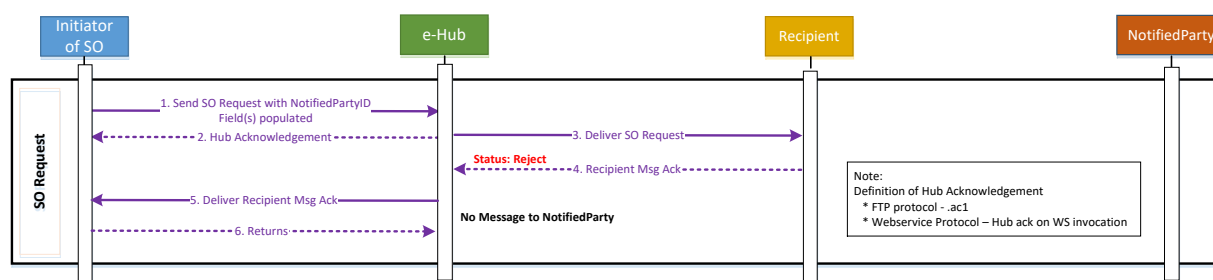 Initiator
of SO
e-Hub
Recipient
NotifiedParty
SO Request
1. Send SO Request with NotifiedPartyID
Field(s) populated
2. Hub Acknowledgement
3. Deliver SO Request
Status: Reject
4. Recipient Msg Ack
5. Deliver Recipient Msg Ack
No Message to NotifiedParty
6. Returns
Note:
Definition of Hub Acknowledgement
* FTP protocol - .ac1
* Webservice Protocol – Hub ack on WS invocation